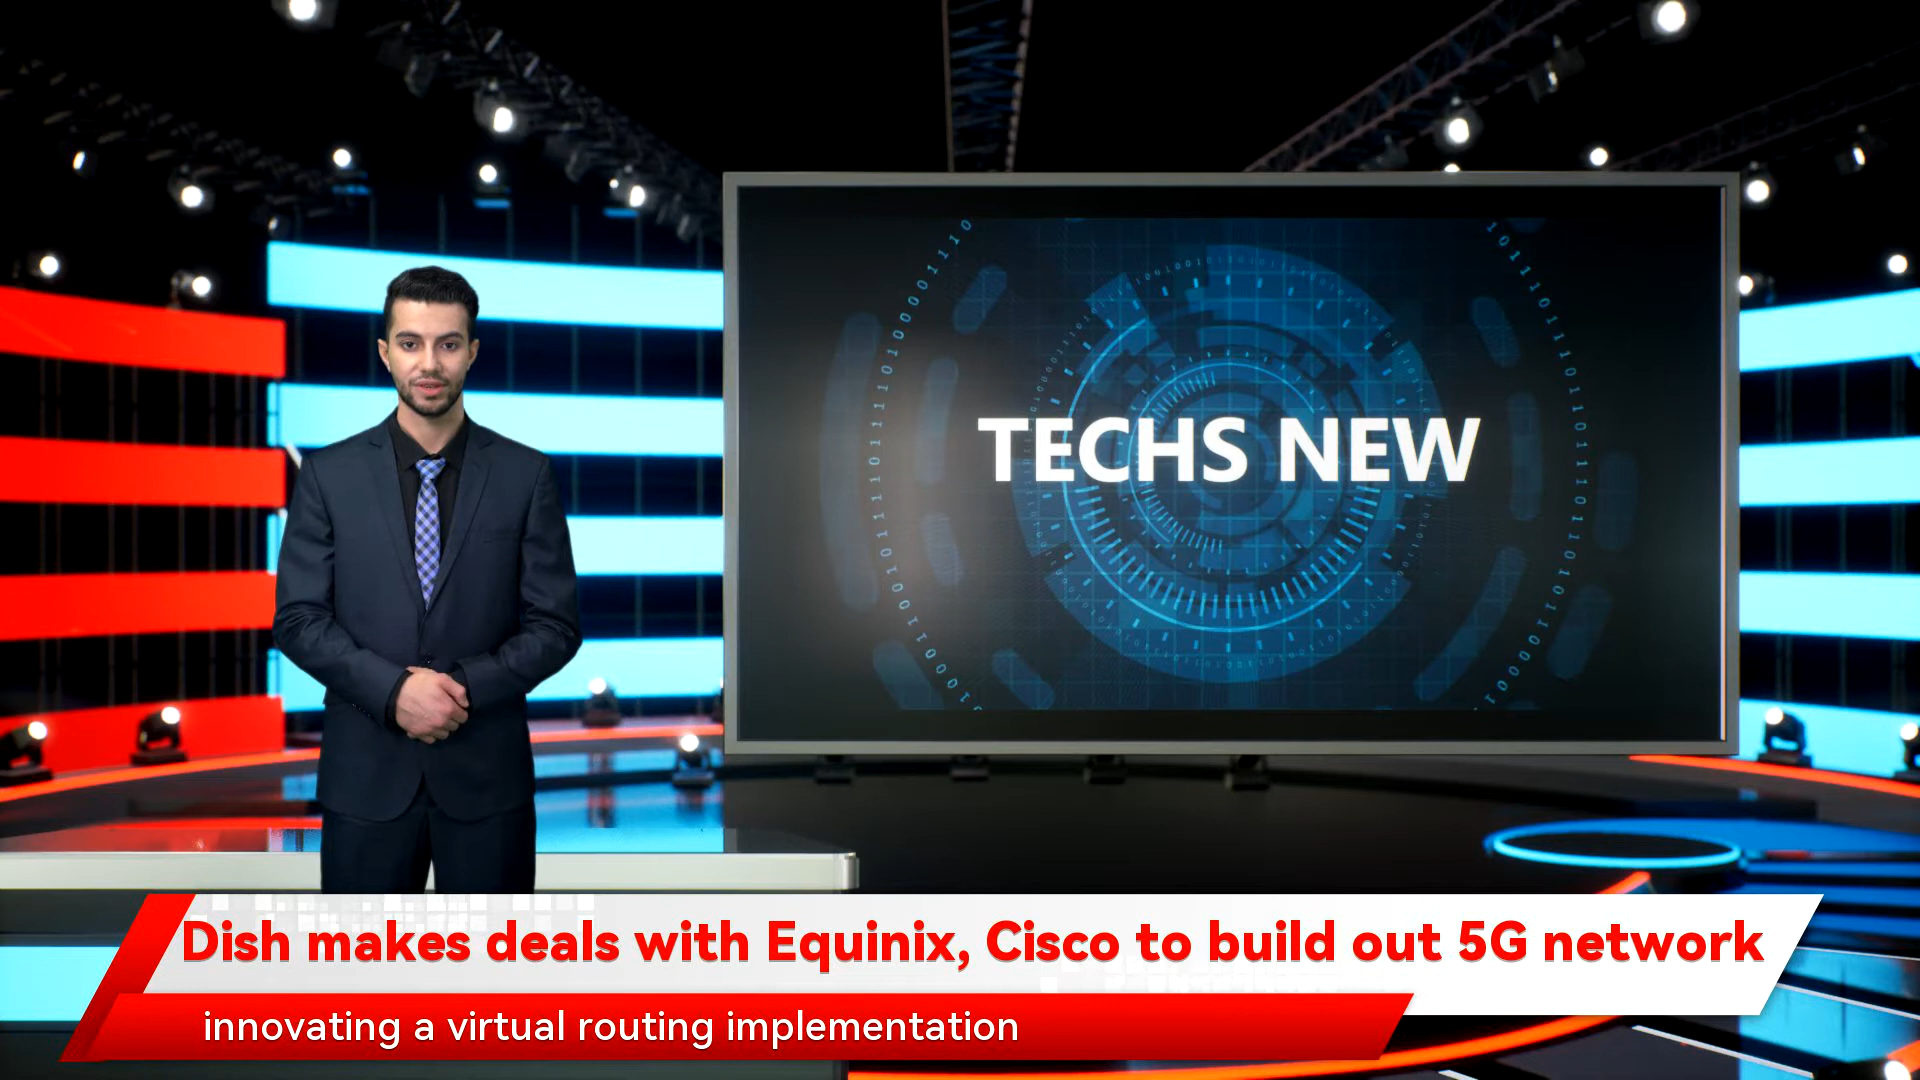 TECHS NEW
Dish makes deals with Equinix, Cisco to build out 5G network
innovating a virtual routing implementation